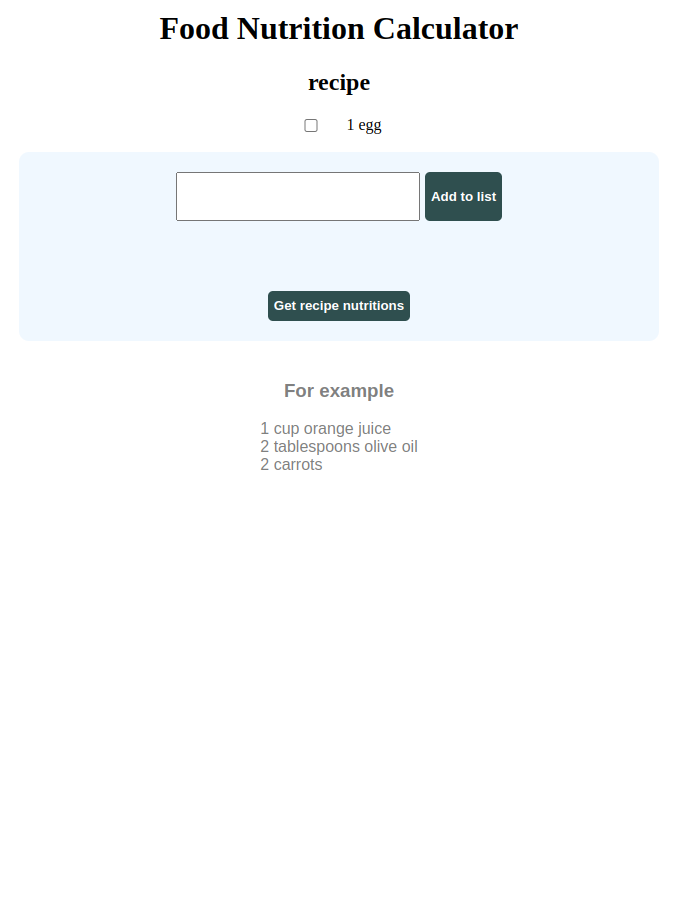 Food Nutrition Calculator
recipe
1 egg
Add to list
Get recipe nutritions
For example
1 cup orange juice
2 tablespoons olive oil
2 carrots